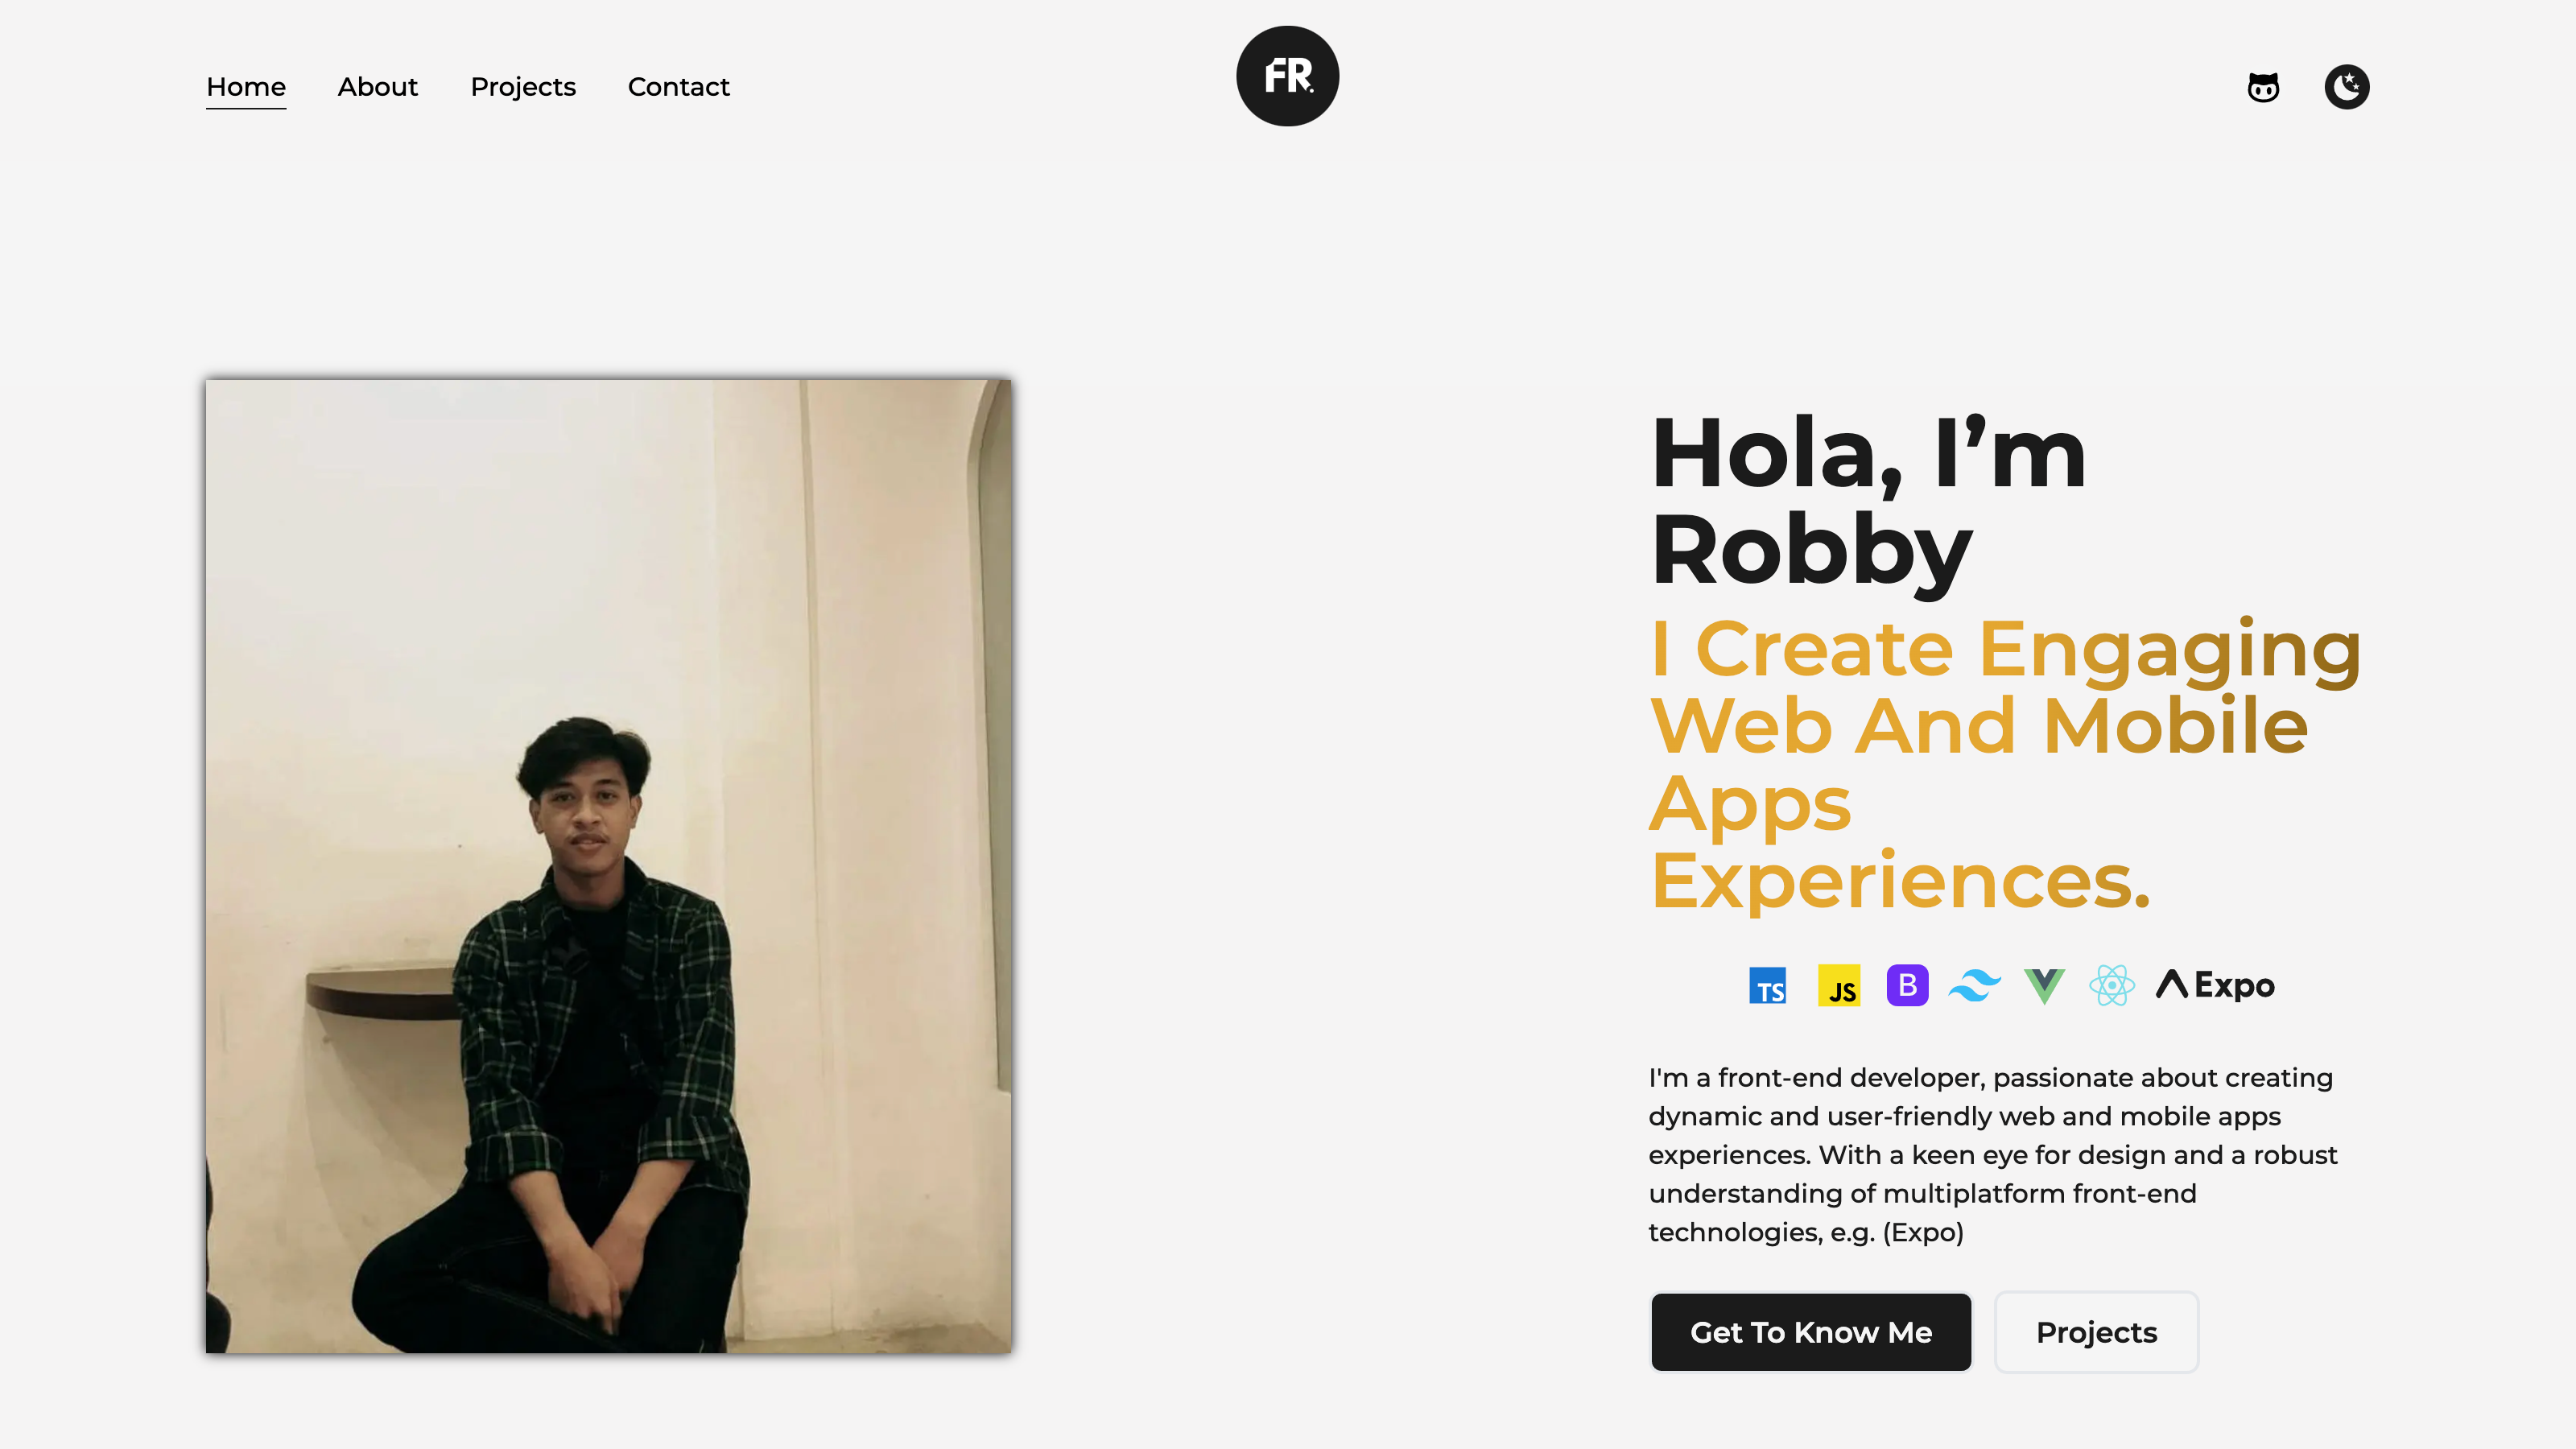 Home About Projects Contact
FR.
Hola, I’m
Robby
I Create Engaging
Web And Mobile
Apps
Experiences.
TS JS B Expo
I'm a front-end developer, passionate about creating
dynamic and user-friendly web and mobile apps
experiences. With a keen eye for design and a robust
understanding of multiplatform front-end
technologies, e.g. (Expo)
Get To Know Me Projects